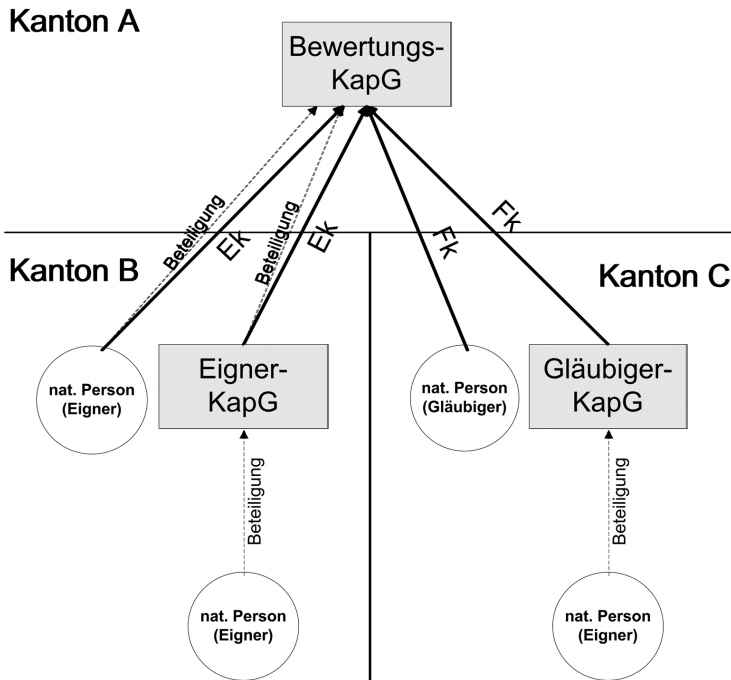 Kanton A
Bewertungs-
KapG
Beteiligung
Ek
Beteiligung
Ek
Fk
Fk
Kanton B
Kanton C
nat. Person
(Eigner)
Eigner-
KapG
nat. Person
(Gläubiger)
Gläubiger-
KapG
Beteiligung
Beteiligung
nat. Person
(Eigner)
nat. Person
(Eigner)